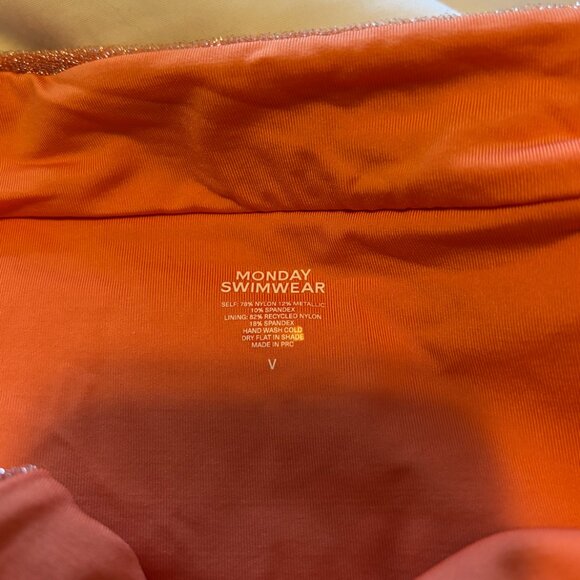 MONDAY
SWIMWEAR
SELF: 78% NYLON 12% METALLIC
10% SPANDEX
LINING: 82% RECYCLED NYLON
18% SPANDEX
HAND WASH COLD
DRY FLAT IN SHADE
MADE IN PRC
V